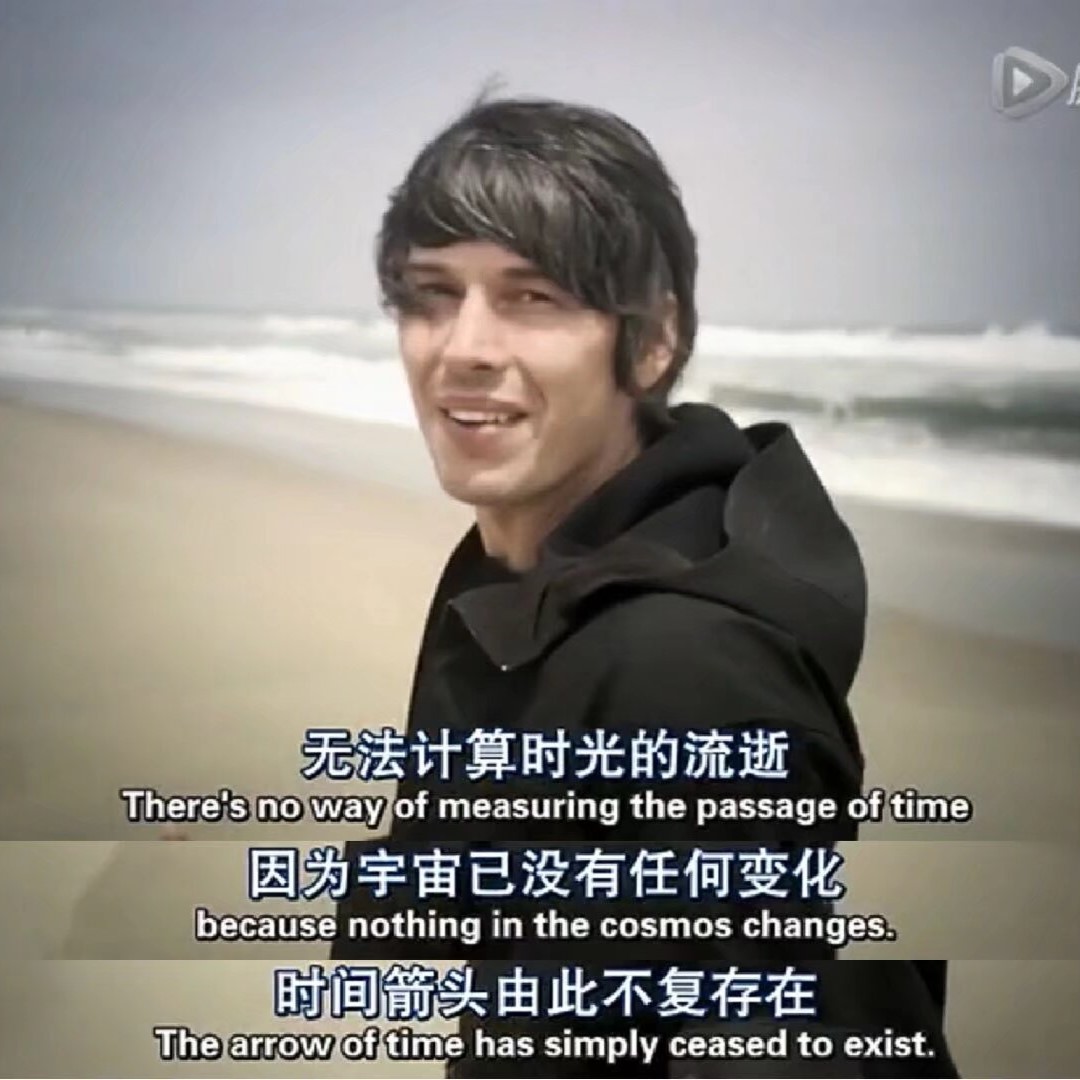 无法计算时光的流逝
There's no way of measuring the passage of time
因为宇宙已没有任何变化
because nothing in the cosmos changes.
时间箭头由此不复存在
The arrow of time has simply ceased to exist.